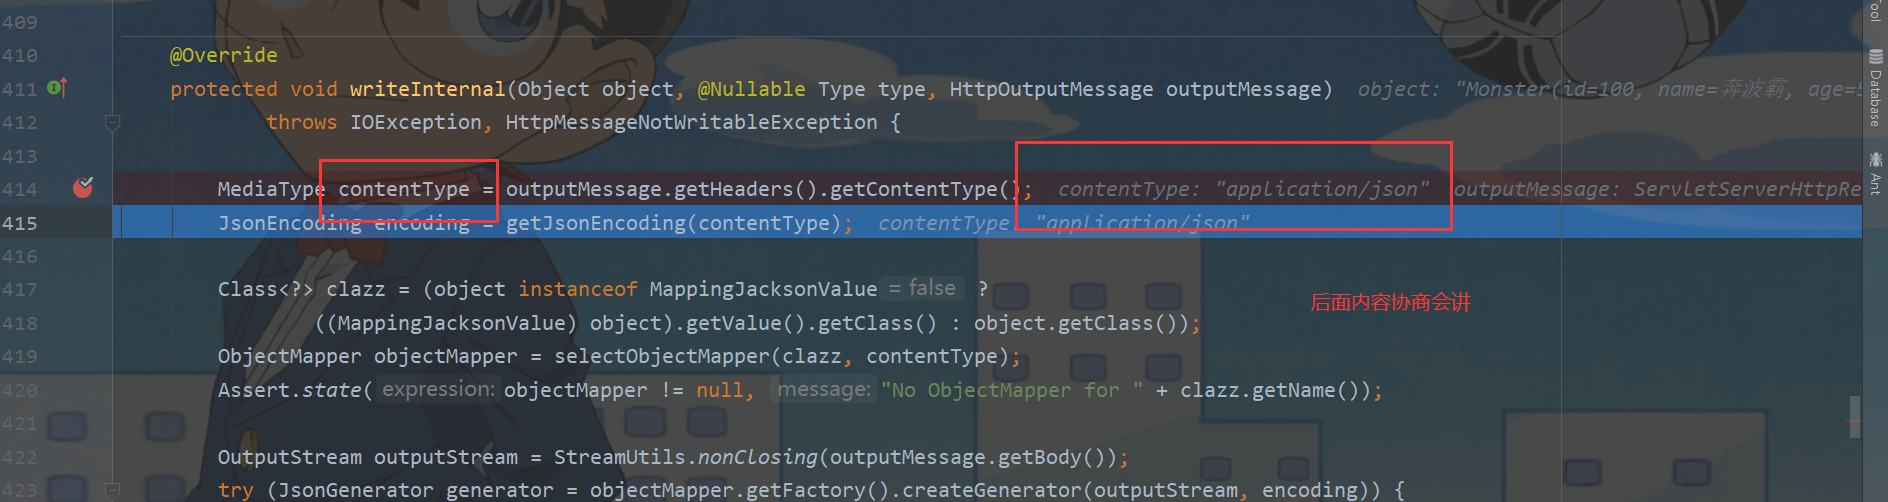 409
410 @Override
411 protected void writeInternal(Object object, @Nullable Type type, HttpOutputMessage outputMessage) object: "Monster(id=100, name=奔波霸, age=5
412 throws IOException, HttpMessageNotWritableException {
413
414 MediaType contentType = outputMessage.getHeaders().getContentType(); contentType: "application/json" outputMessage: ServletServerHttpRe
415 JsonEncoding encoding = getJsonEncoding(contentType); contentType: "application/json"
416
417 Class<?> clazz = (object instanceof MappingJacksonValue = false ?
后面内容协商会讲
418 ((MappingJacksonValue) object).getValue().getClass() : object.getClass());
419 ObjectMapper objectMapper = selectObjectMapper(clazz, contentType);
420 Assert.state( expression: objectMapper != null, message: "No ObjectMapper for " + clazz.getName());
421
422 OutputStream outputStream = StreamUtils.nonClosing(outputMessage.getBody());
423 try (JsonGenerator generator = objectMapper.getFactory().createGenerator(outputStream, encoding)) {
Tool
Database
Ant